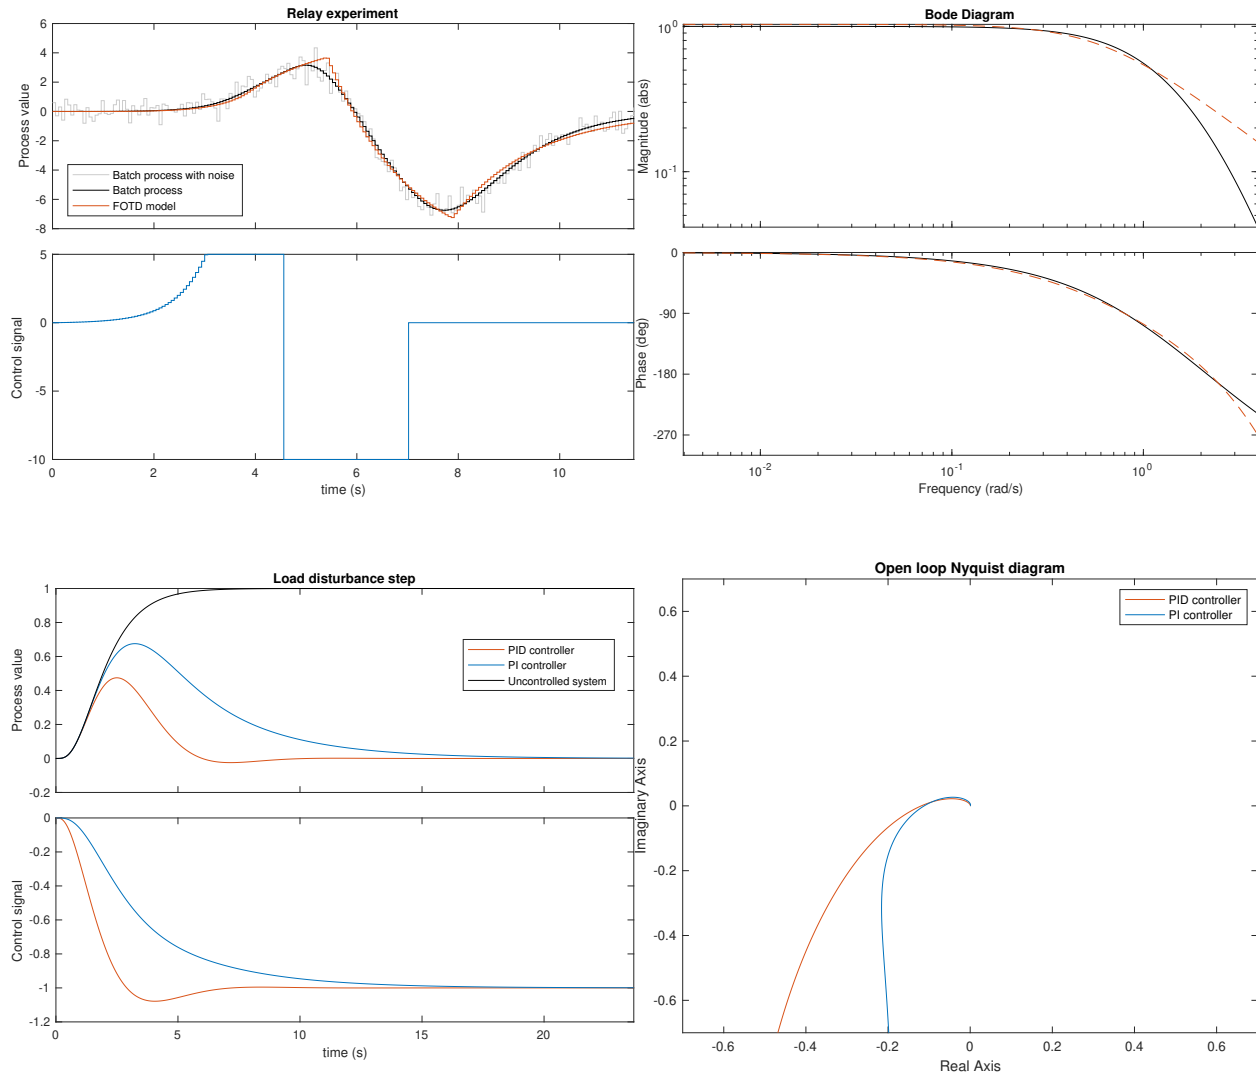 Relay experiment
6
4
2
0
-2
-4
-6
-8
Process value
Batch process with noise
Batch process
FOTD model
5
0
-5
-10
Control signal
0 2 4 6 8 10
time (s)
Bode Diagram
10^0
10^-1
Magnitude (abs)
0
-90
-180
-270
Phase (deg)
10^-2 10^-1 10^0
Frequency (rad/s)
Load disturbance step
1
0.8
0.6
0.4
0.2
0
-0.2
Process value
PID controller
PI controller
Uncontrolled system
0
-0.2
-0.4
-0.6
-0.8
-1
-1.2
Control signal
0 5 10 15 20
time (s)
Open loop Nyquist diagram
PID controller
PI controller
0.6
0.4
0.2
0
-0.2
-0.4
-0.6
Imaginary Axis
-0.6 -0.4 -0.2 0 0.2 0.4 0.6
Real Axis